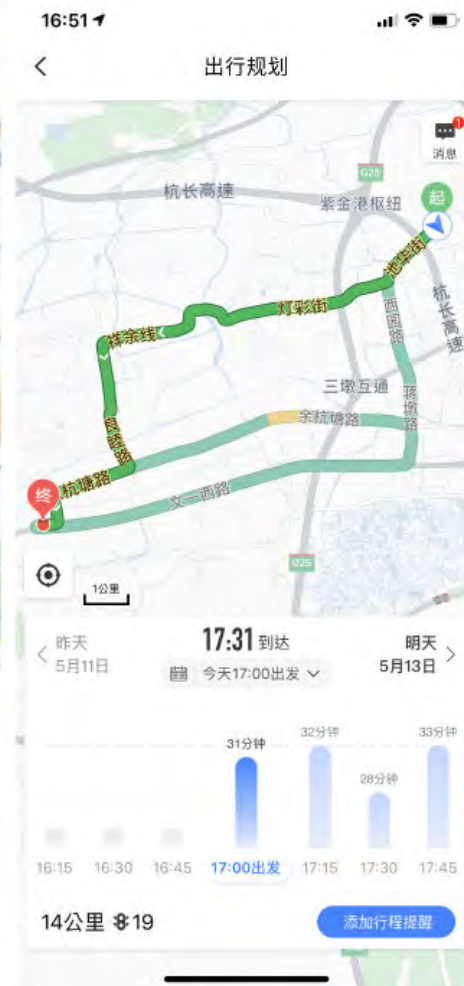 16:51
出行规划
1
消息
G25
杭长高速
紫金港枢纽
起
池华街
杭长高速
灯彩街
祥余线
西园路
三墩互通
蒋墩路
余杭塘路
良睦路
杭塘路
文一西路
终
G25
1公里
昨天
5月11日
17:31 到达
今天17:00出发
明天
5月13日
31分钟
32分钟
28分钟
33分钟
16:15 16:30 16:45 17:00出发 17:15 17:30 17:45
14公里 19
添加行程提醒